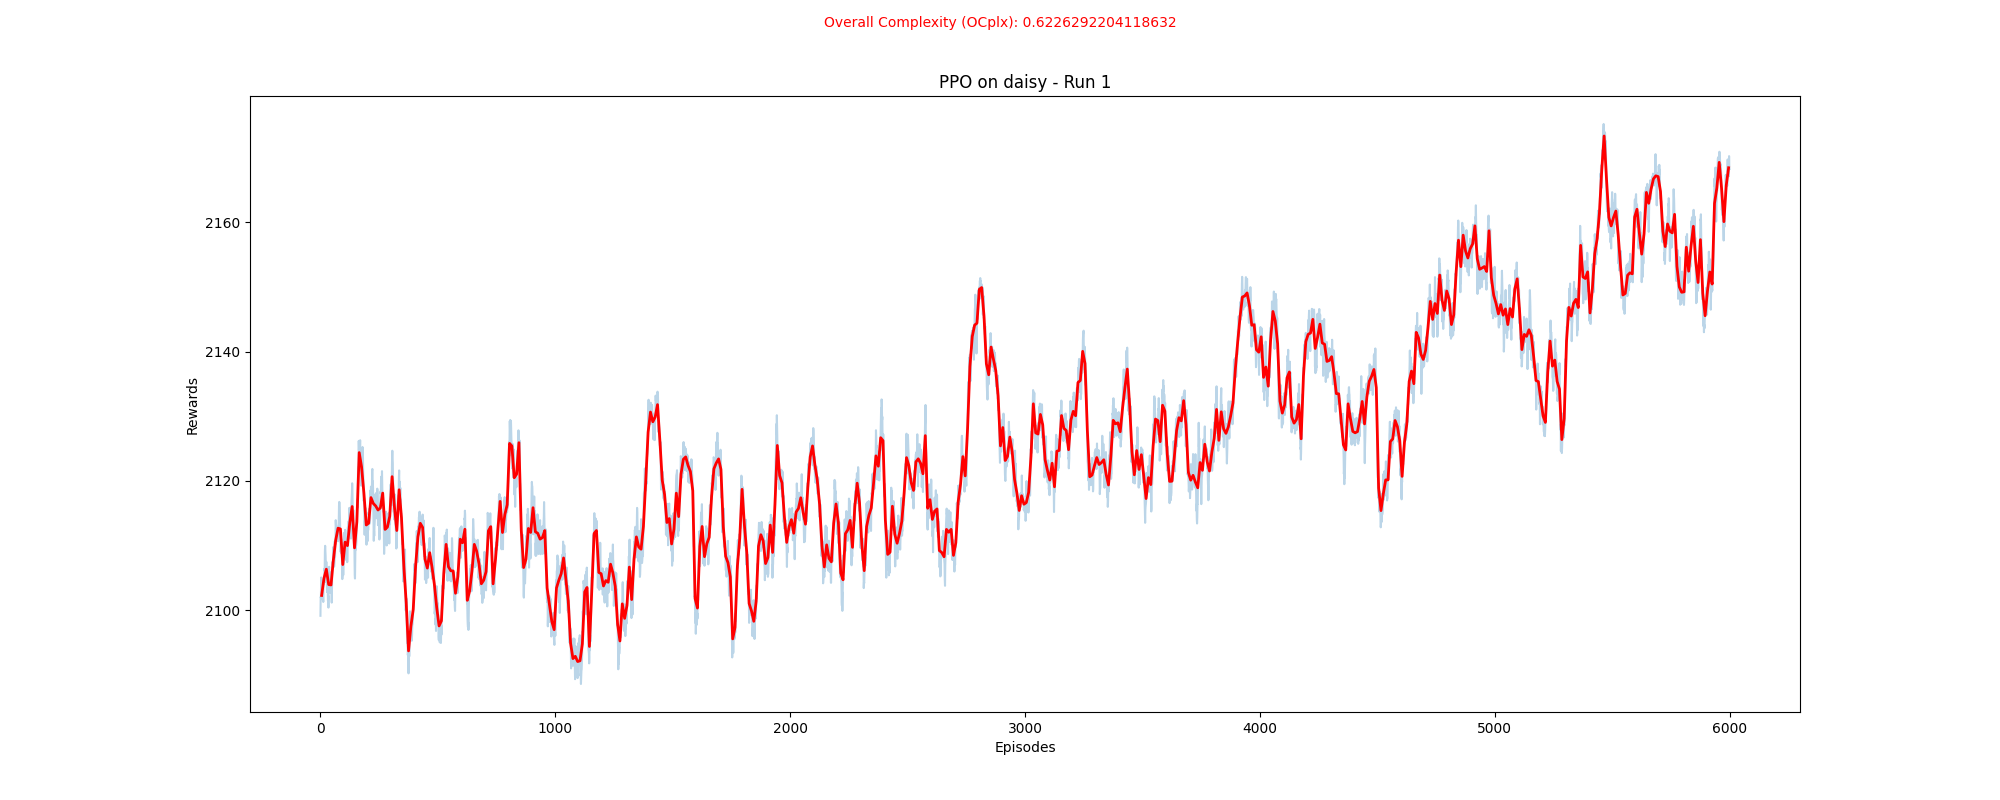 Overall Complexity (OCplx): 0.6226292204118632
PPO on daisy - Run 1
Rewards
2160
2140
2120
2100
0 1000 2000 3000 4000 5000 6000
Episodes